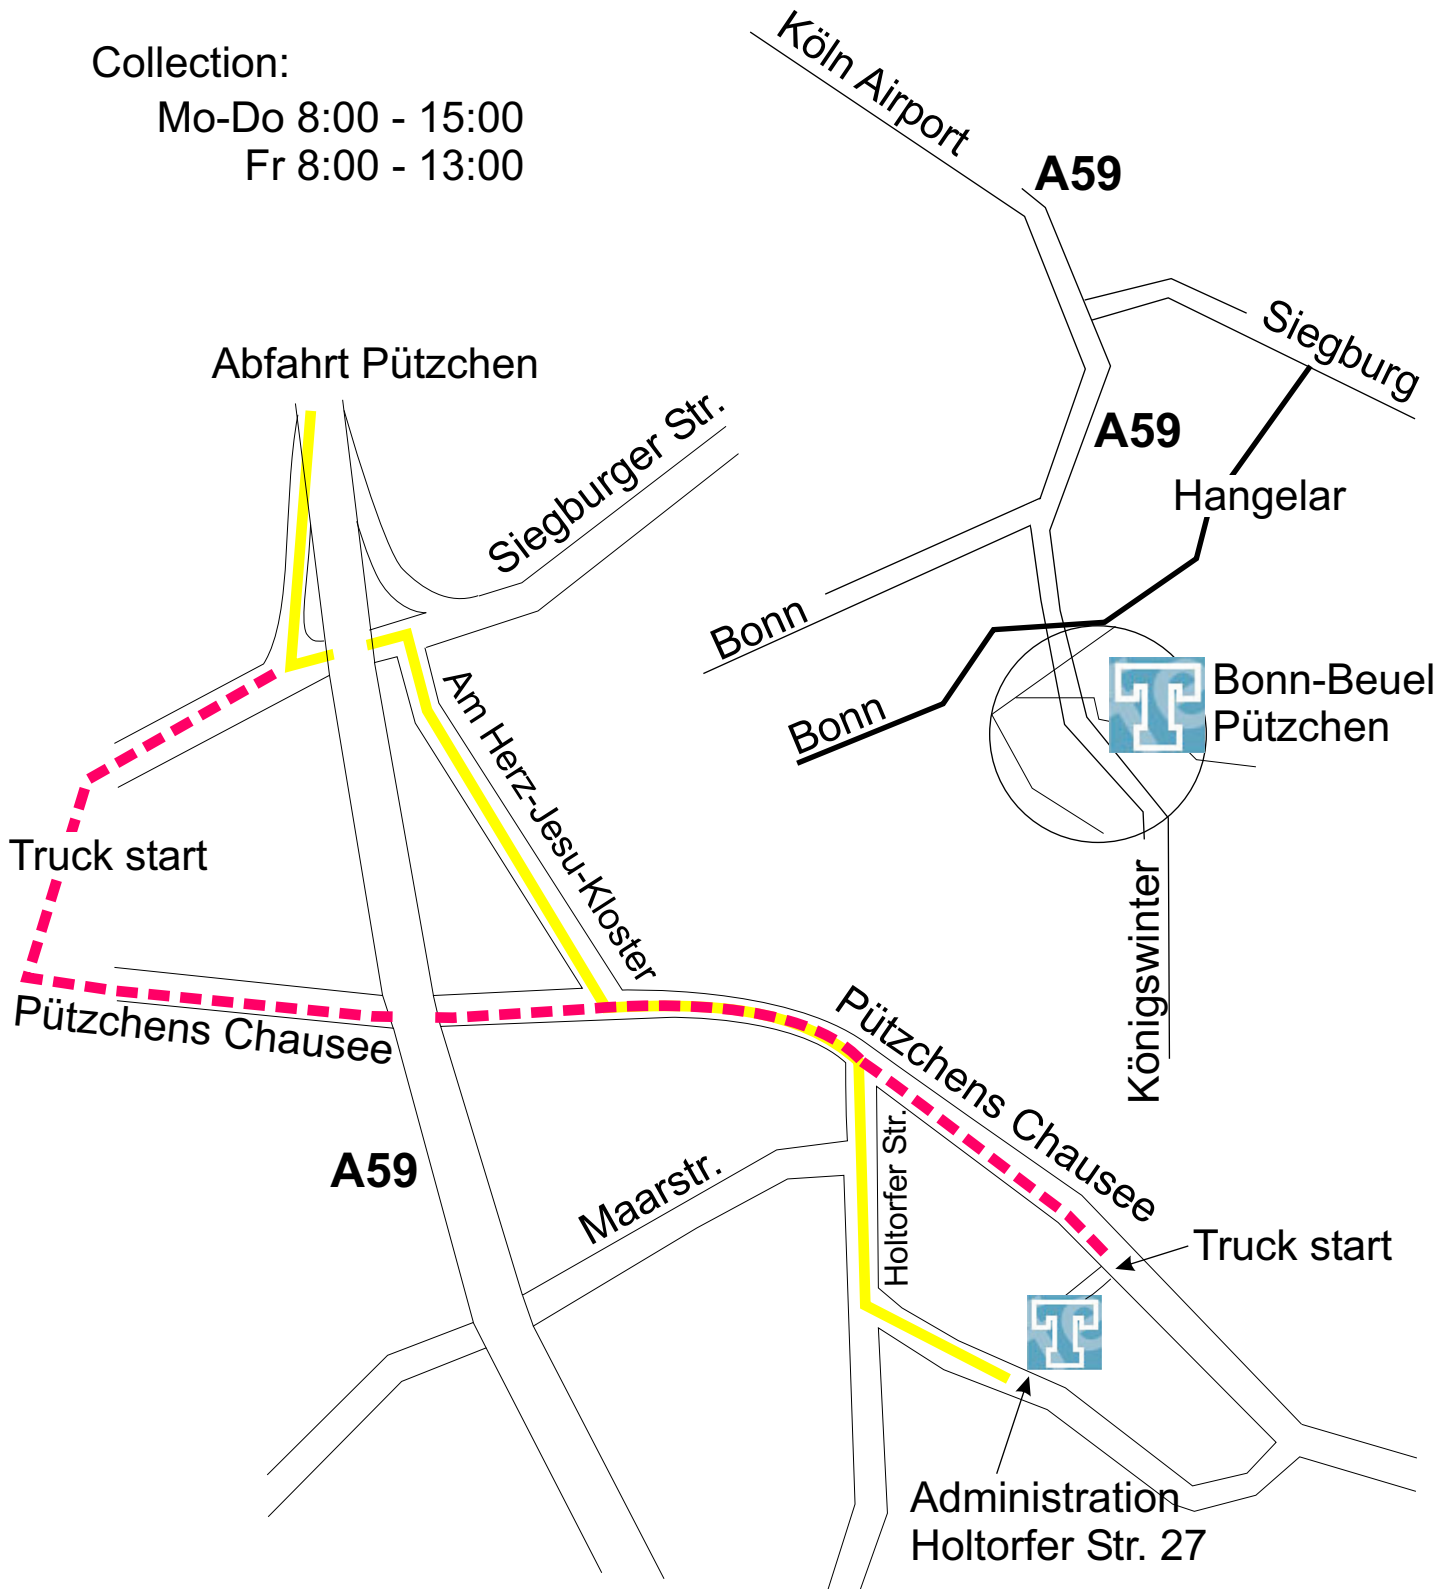 Collection:
Mo-Do 8:00 - 15:00
Fr 8:00 - 13:00
Köln Airport
A59
Siegburg
Abfahrt Pützchen
Siegburger Str.
A59
Hangelar
Bonn
Bonn
T
Bonn-Beuel
Pützchen
Am Herz-Jesu-Kloster
Truck start
Königswinter
Pützchens Chausee
Pützchens Chausee
A59
Maarstr.
Holtorfer Str.
Truck start
T
Administration
Holtorfer Str. 27